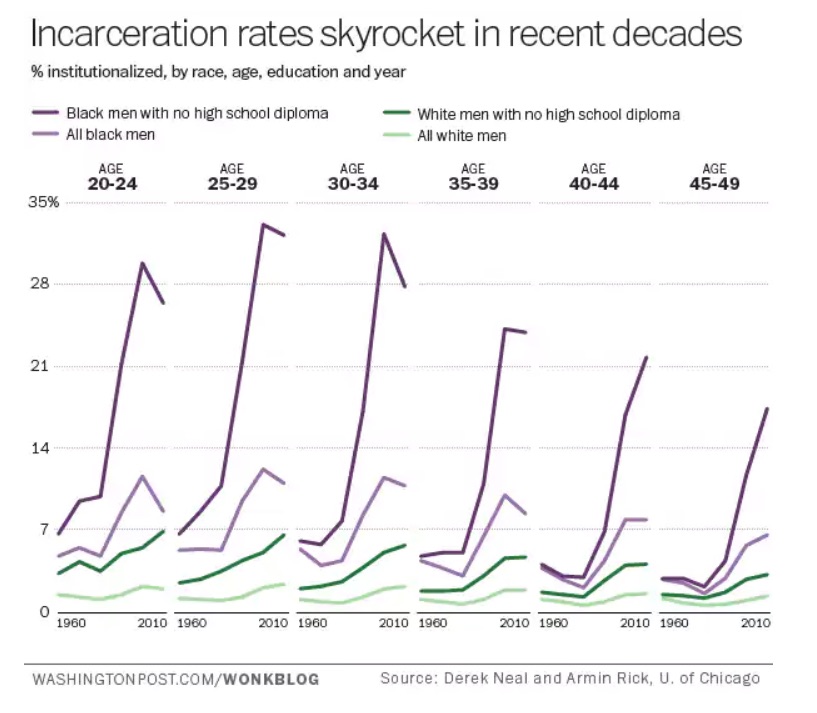 Incarceration rates skyrocket in recent decades
% institutionalized, by race, age, education and year
Black men with no high school diploma
White men with no high school diploma
All black men
All white men
AGE
20-24
AGE
25-29
AGE
30-34
AGE
35-39
AGE
40-44
AGE
45-49
35%
28
21
14
7
0
1960 2010
1960 2010
1960 2010
1960 2010
1960 2010
1960 2010
WASHINGTONPOST.COM/WONKBLOG
Source: Derek Neal and Armin Rick, U. of Chicago